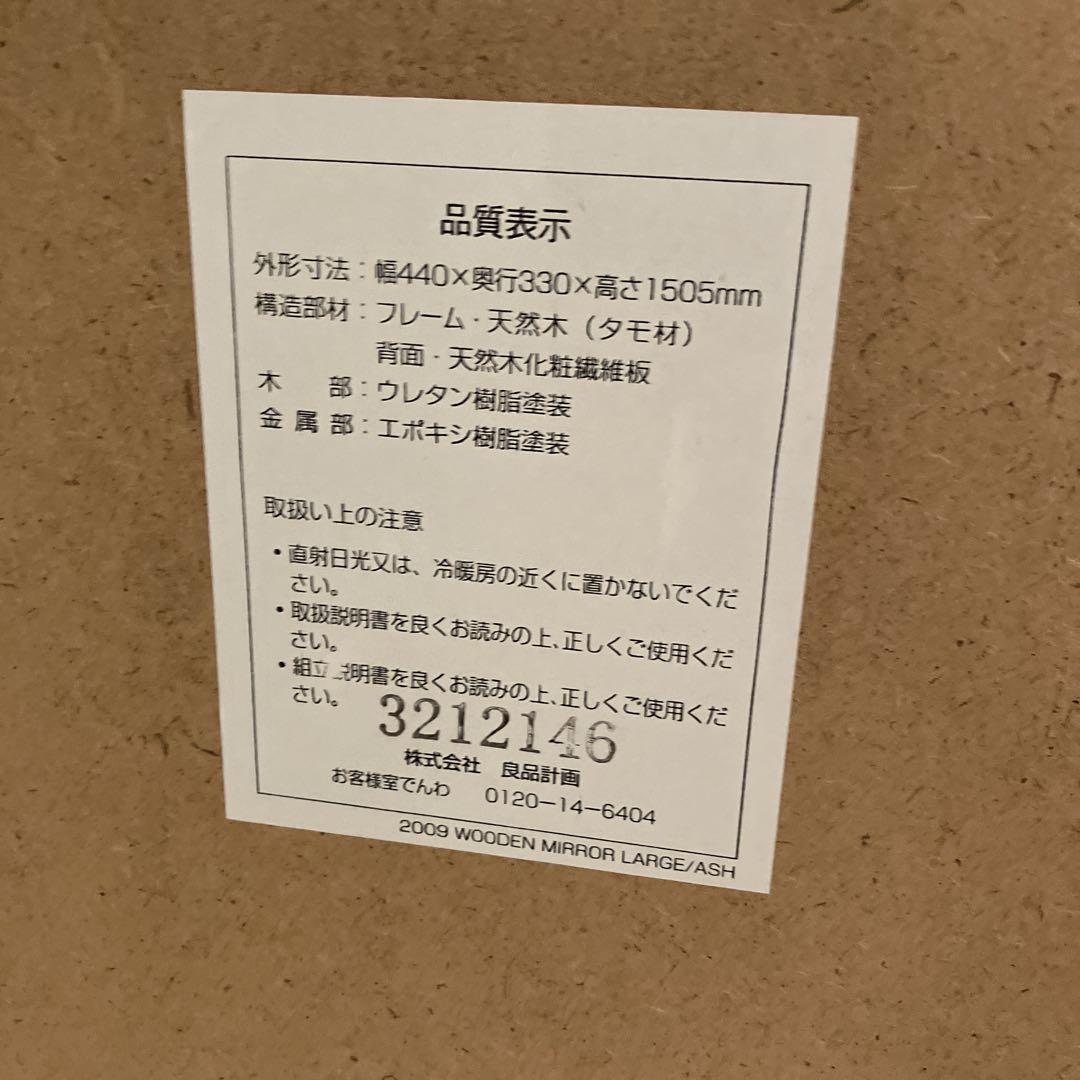 品質表示
外形寸法：幅440×奥行330×高さ1505mm
構造部材：フレーム・天然木（タモ材）
背面・天然木化粧繊維板
木　部：ウレタン樹脂塗装
金属部：エポキシ樹脂塗装
取扱い上の注意
・直射日光又は、冷暖房の近くに置かないでくだ
さい。
・取扱説明書を良くお読みの上、正しくご使用くだ
さい。
・組立説明書を良くお読みの上、正しくご使用くだ
さい。
3212146
株式会社　良品計画
お客様室でんわ　0120-14-6404
2009 WOODEN MIRROR LARGE/ASH